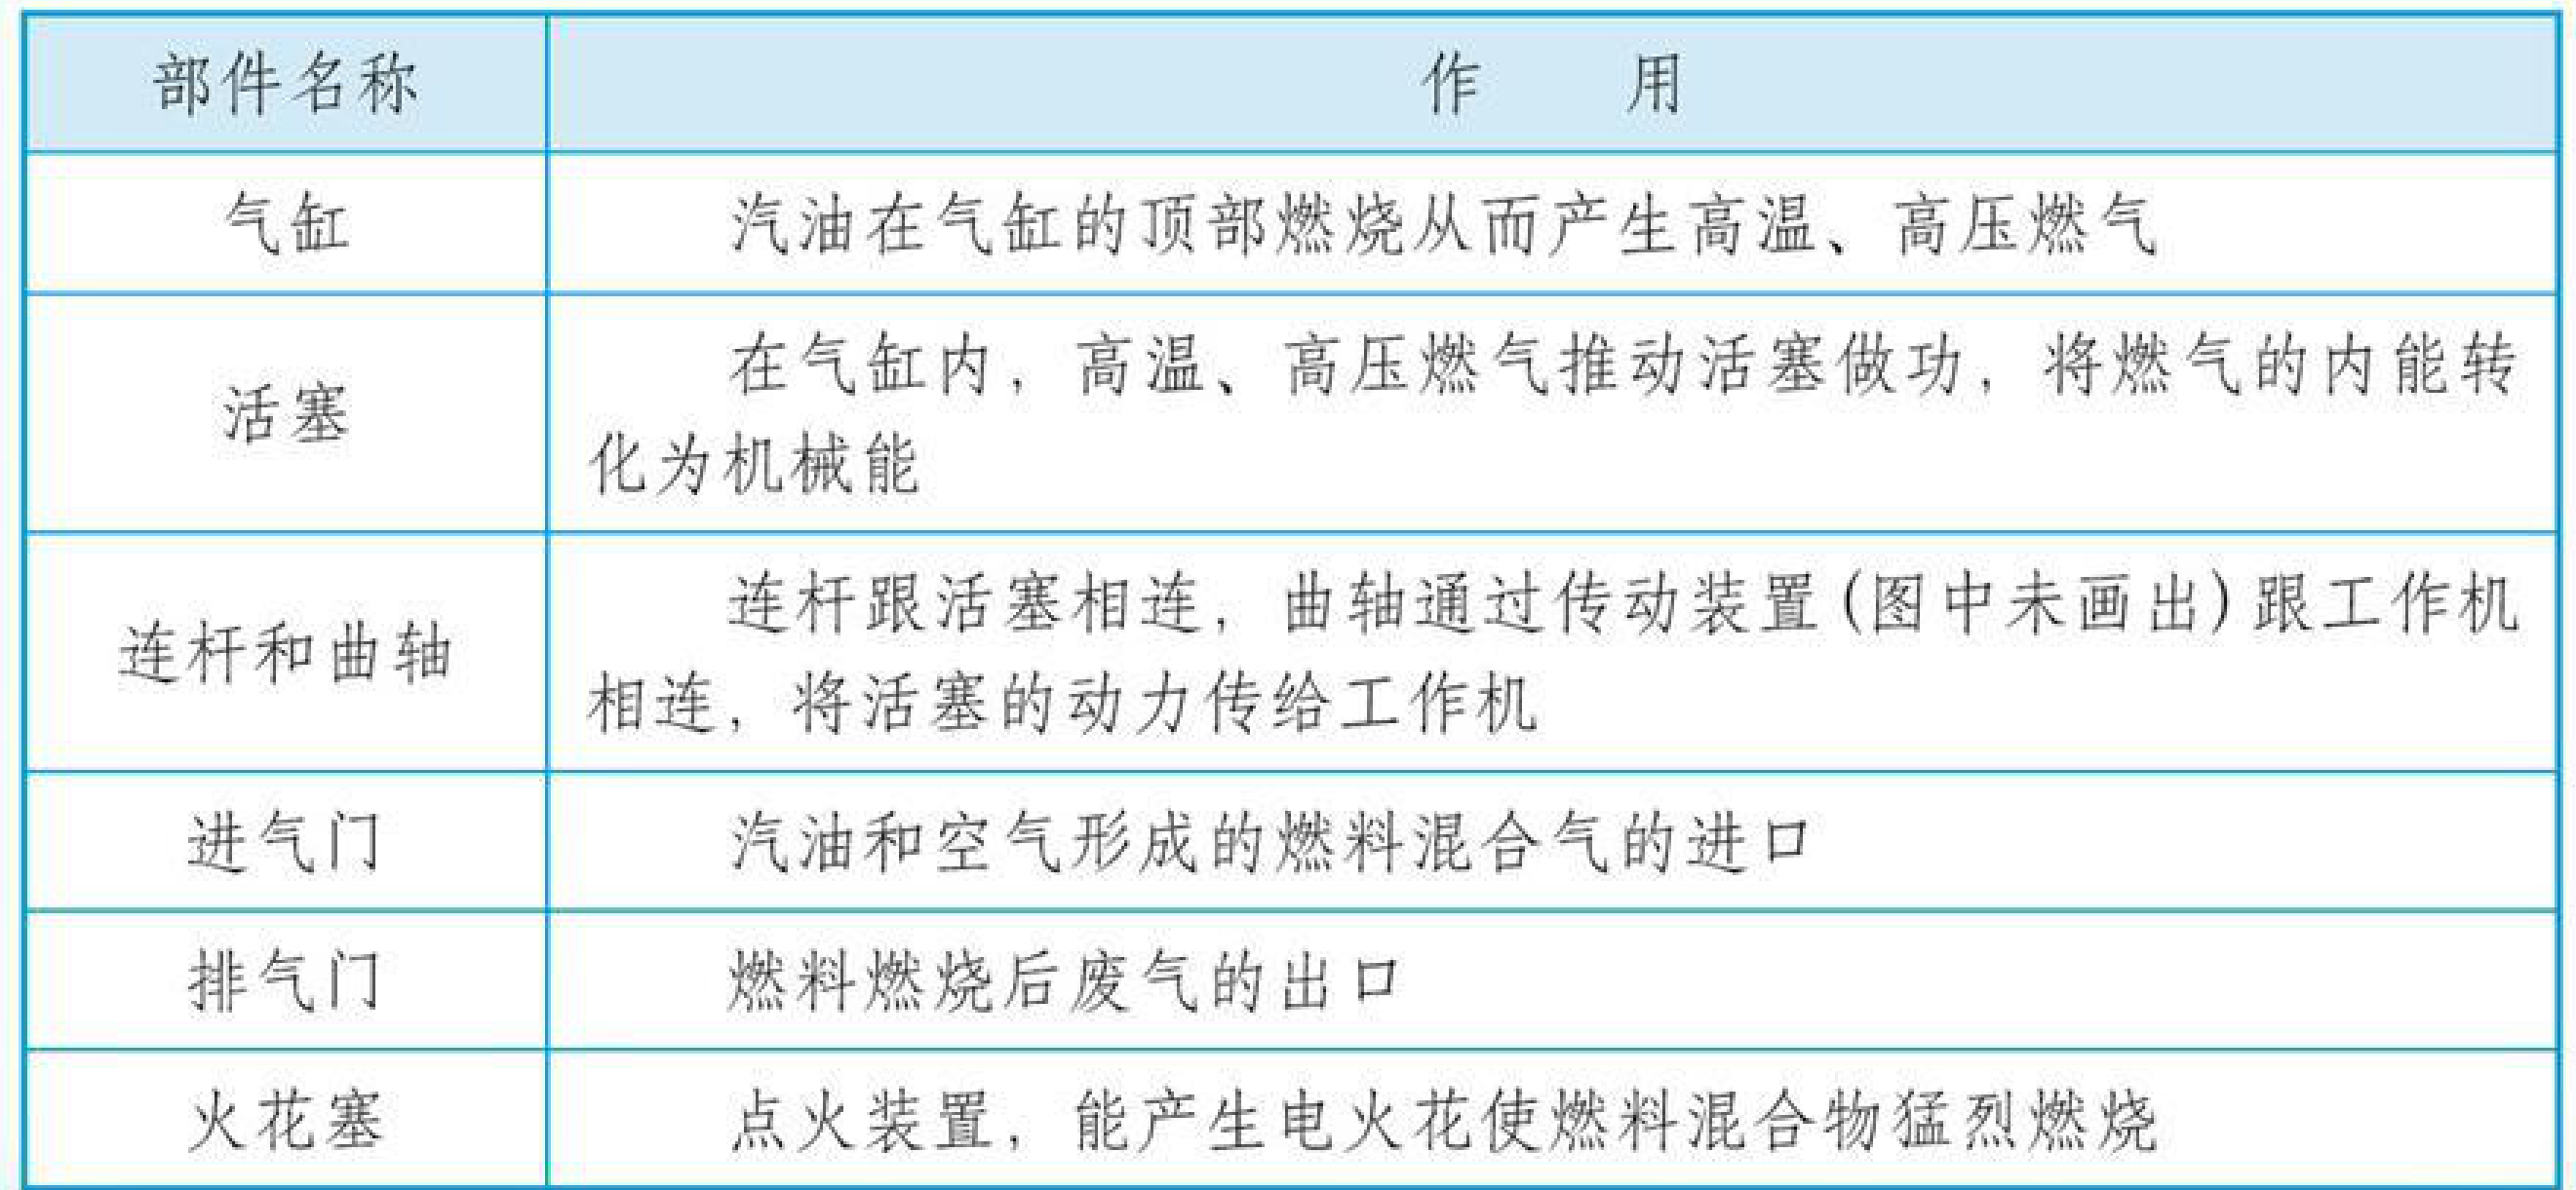 部件名称 作 用
气缸 汽油在气缸的顶部燃烧从而产生高温、高压燃气
活塞 在气缸内，高温、高压燃气推动活塞做功，将燃气的内能转
化为机械能
连杆和曲轴 连杆跟活塞相连，曲轴通过传动装置(图中未画出)跟工作机
相连，将活塞的动力传给工作机
进气门 汽油和空气形成的燃料混合气的进口
排气门 燃料燃烧后废气的出口
火花塞 点火装置，能产生电火花使燃料混合物猛烈燃烧